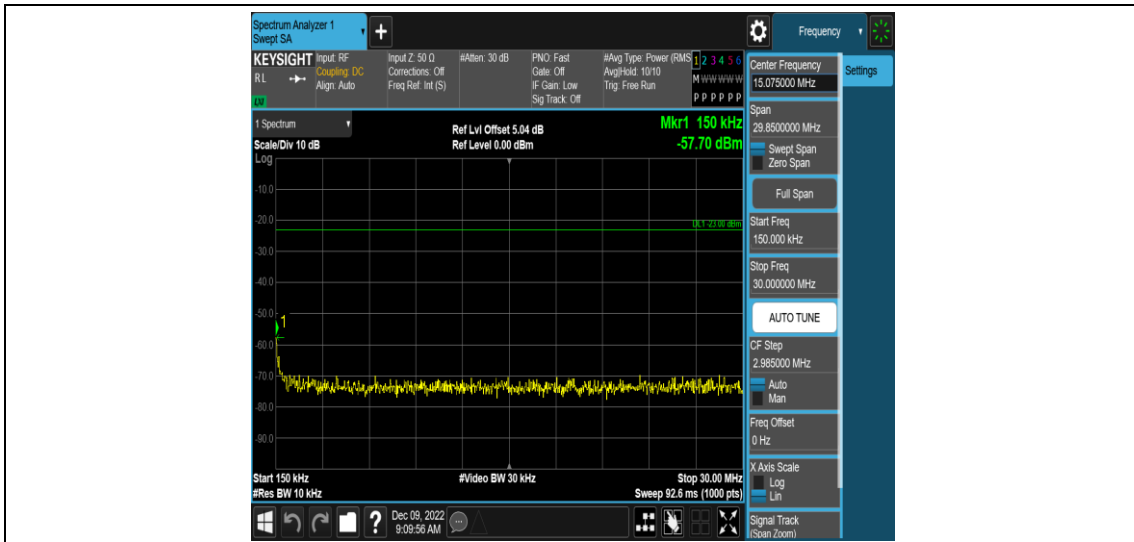 Spectrum Analyzer 1
Swept SA
+
Frequency
KEYSIGHT
RL
LXI
Input: RF
Coupling: DC
Align: Auto
Input Z: 50 Ω
Corrections: Off
Freq Ref: Int (S)
#Atten: 30 dB
PNO: Fast
Gate: Off
IF Gain: Low
Sig Track: Off
#Avg Type: Power (RMS
Avg|Hold: 10/10
Trig: Free Run
1 2 3 4 5 6
M W W W W W
P P P P P P
1 Spectrum
Scale/Div 10 dB
Ref Lvl Offset 5.04 dB
Ref Level 0.00 dBm
Mkr1 150 kHz
-57.70 dBm
Log
-10.0
-20.0
DL1 -23.00 dBm
-30.0
-40.0
-50.0
1
-60.0
-70.0
-80.0
-90.0
Start 150 kHz
#Video BW 30 kHz
Stop 30.00 MHz
#Res BW 10 kHz
Sweep 92.6 ms (1000 pts)
Center Frequency
15.075000 MHz
Settings
Span
29.8500000 MHz
Swept Span
Zero Span
Full Span
Start Freq
150.000 kHz
Stop Freq
30.000000 MHz
AUTO TUNE
CF Step
2.985000 MHz
Auto
Man
Freq Offset
0 Hz
X Axis Scale
Log
Lin
Signal Track
(Span Zoom)
?
Dec 09, 2022
9:09:56 AM